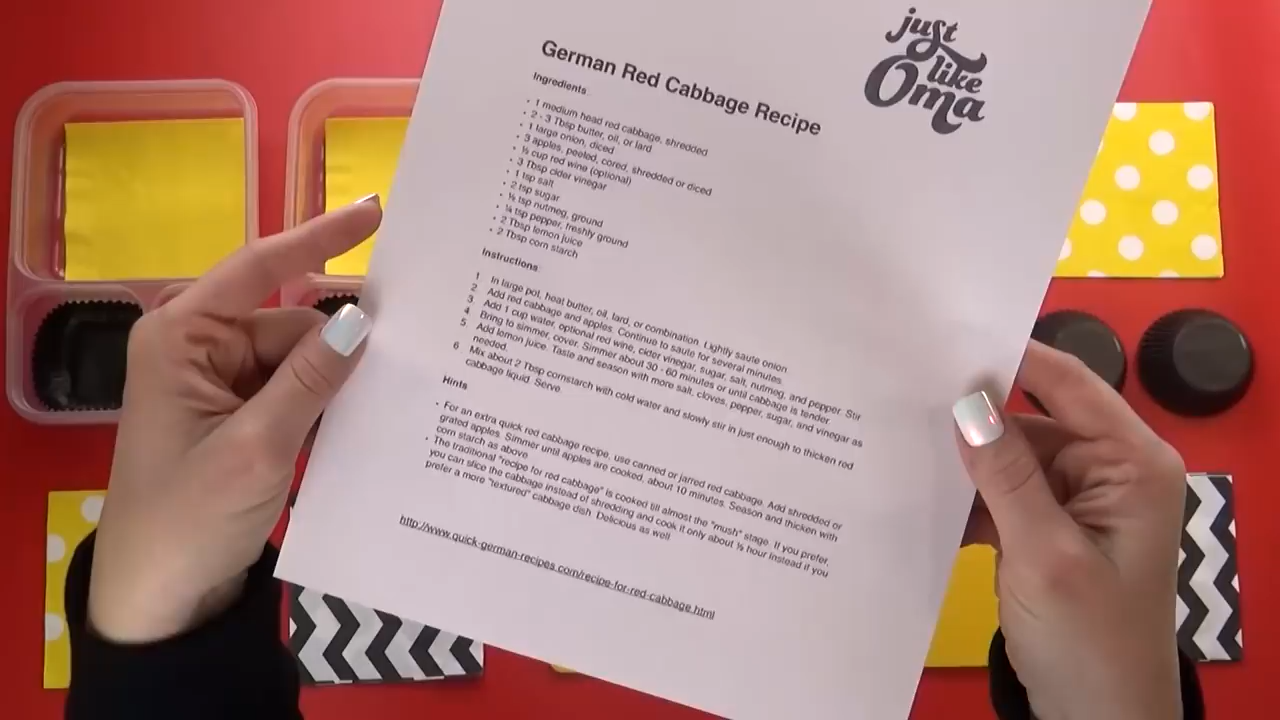 just
like
Oma
German Red Cabbage Recipe
Ingredients
• 1 medium head red cabbage, shredded
• 2 - 3 Tbsp butter, oil, or lard
• 1 large onion, diced
• 3 apples, peeled, cored, shredded or diced
• ½ cup red wine (optional)
• 3 Tbsp cider vinegar
• 1 tsp salt
• 2 tsp sugar
• ½ tsp nutmeg, ground
• ¼ tsp pepper, freshly ground
• 2 Tbsp lemon juice
• 2 Tbsp corn starch
Instructions
1 In large pot, heat butter, oil, lard, or combination. Lightly saute onion
2 Add red cabbage and apples. Continue to saute for several minutes.
3 Add 1 cup water, optional red wine, cider vinegar, sugar, salt, nutmeg, and pepper. Stir
4 Bring to simmer, cover. Simmer about 30 - 60 minutes or until cabbage is tender.
5 Add lemon juice. Taste and season with more salt, cloves, pepper, sugar, and vinegar as
needed.
6 Mix about 2 Tbsp cornstarch with cold water and slowly stir in just enough to thicken red
cabbage liquid. Serve.
Hints
• For an extra quick red cabbage recipe, use canned or jarred red cabbage. Add shredded or
grated apples. Simmer until apples are cooked, about 10 minutes. Season and thicken with
corn starch as above.
• The traditional "recipe for red cabbage" is cooked till almost the "mush" stage. If you prefer,
you can slice the cabbage instead of shredding and cook it only about ½ hour instead if you
prefer a more "textured" cabbage dish. Delicious as well
http://www.quick-german-recipes.com/recipe-for-red-cabbage.html